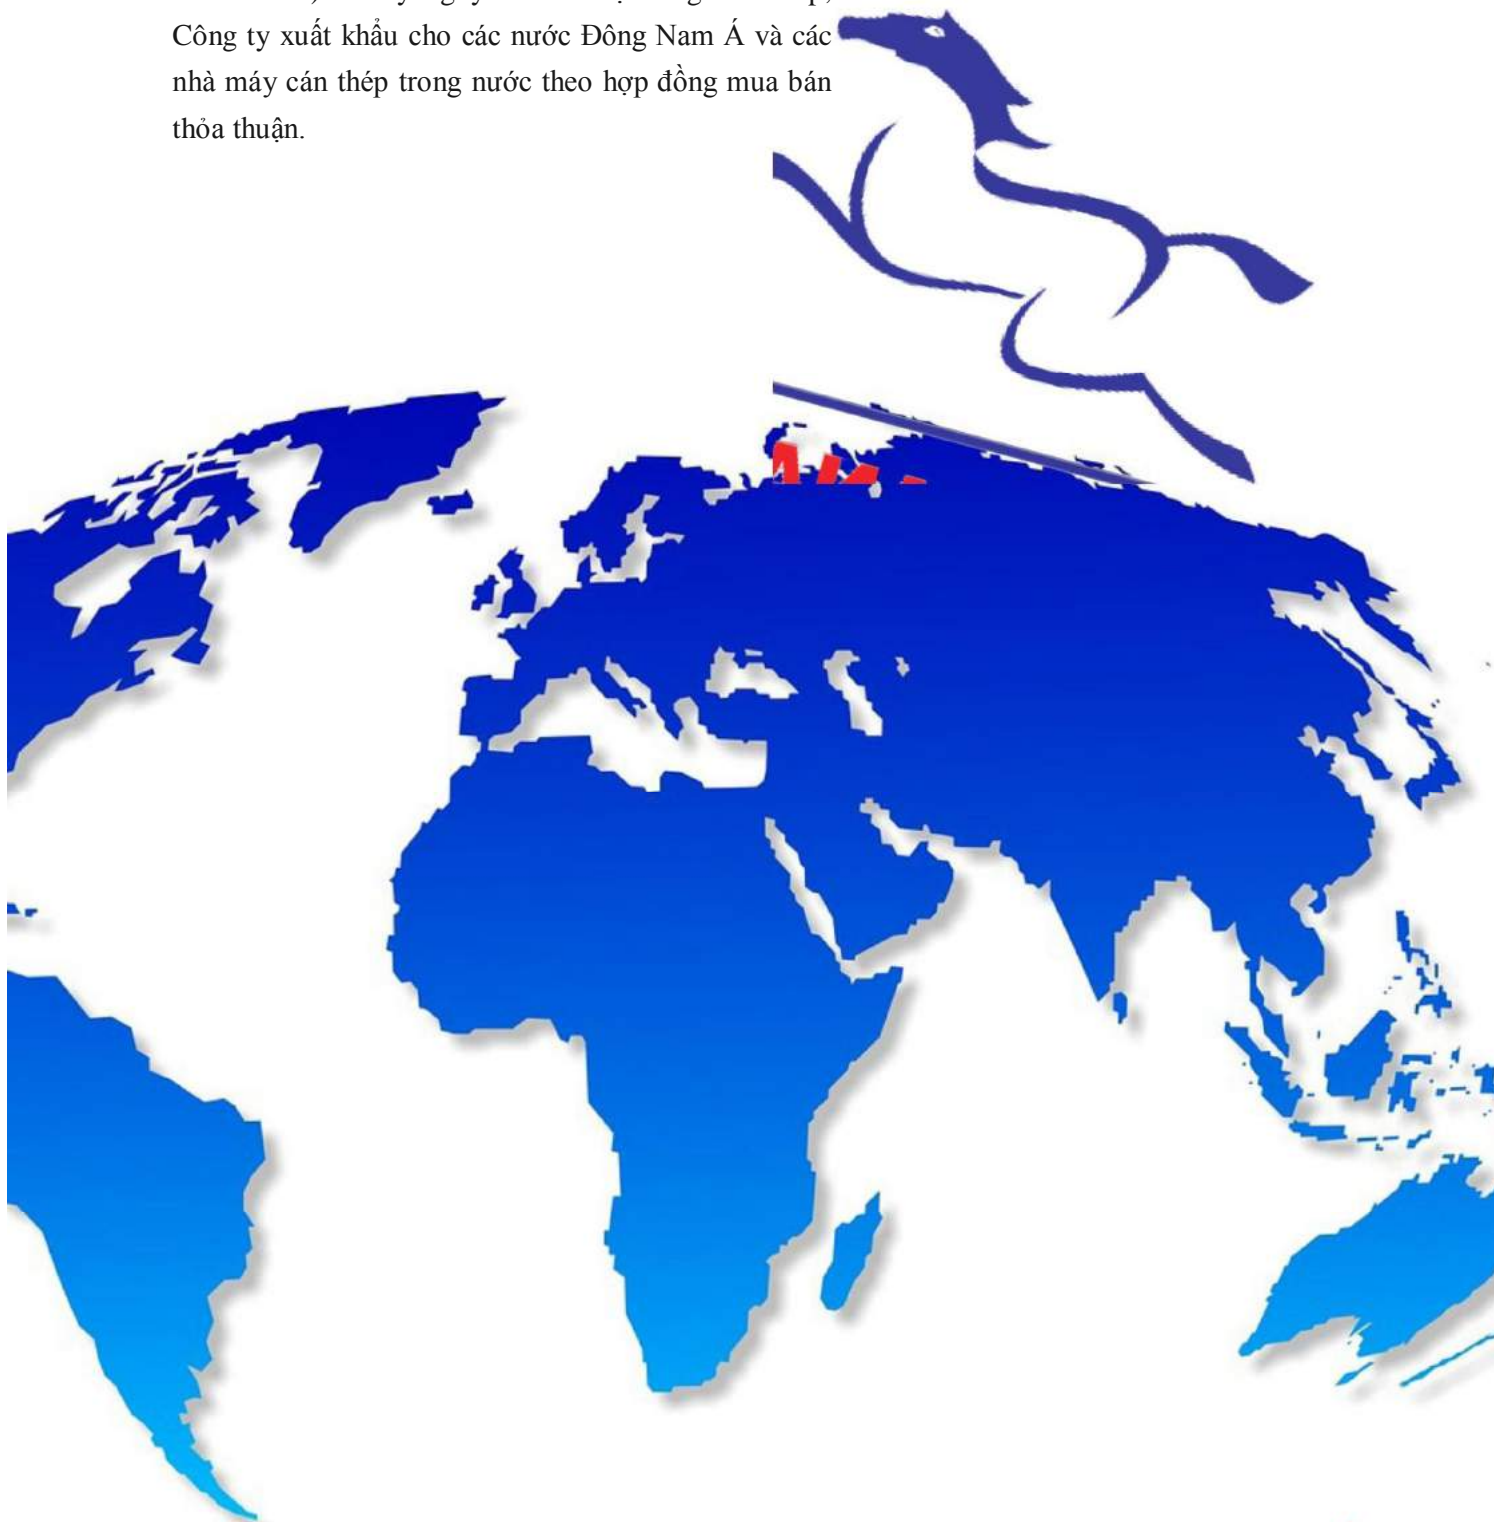 Công ty xuất khẩu cho các nước Đông Nam Á và các
nhà máy cán thép trong nước theo hợp đồng mua bán
thỏa thuận.